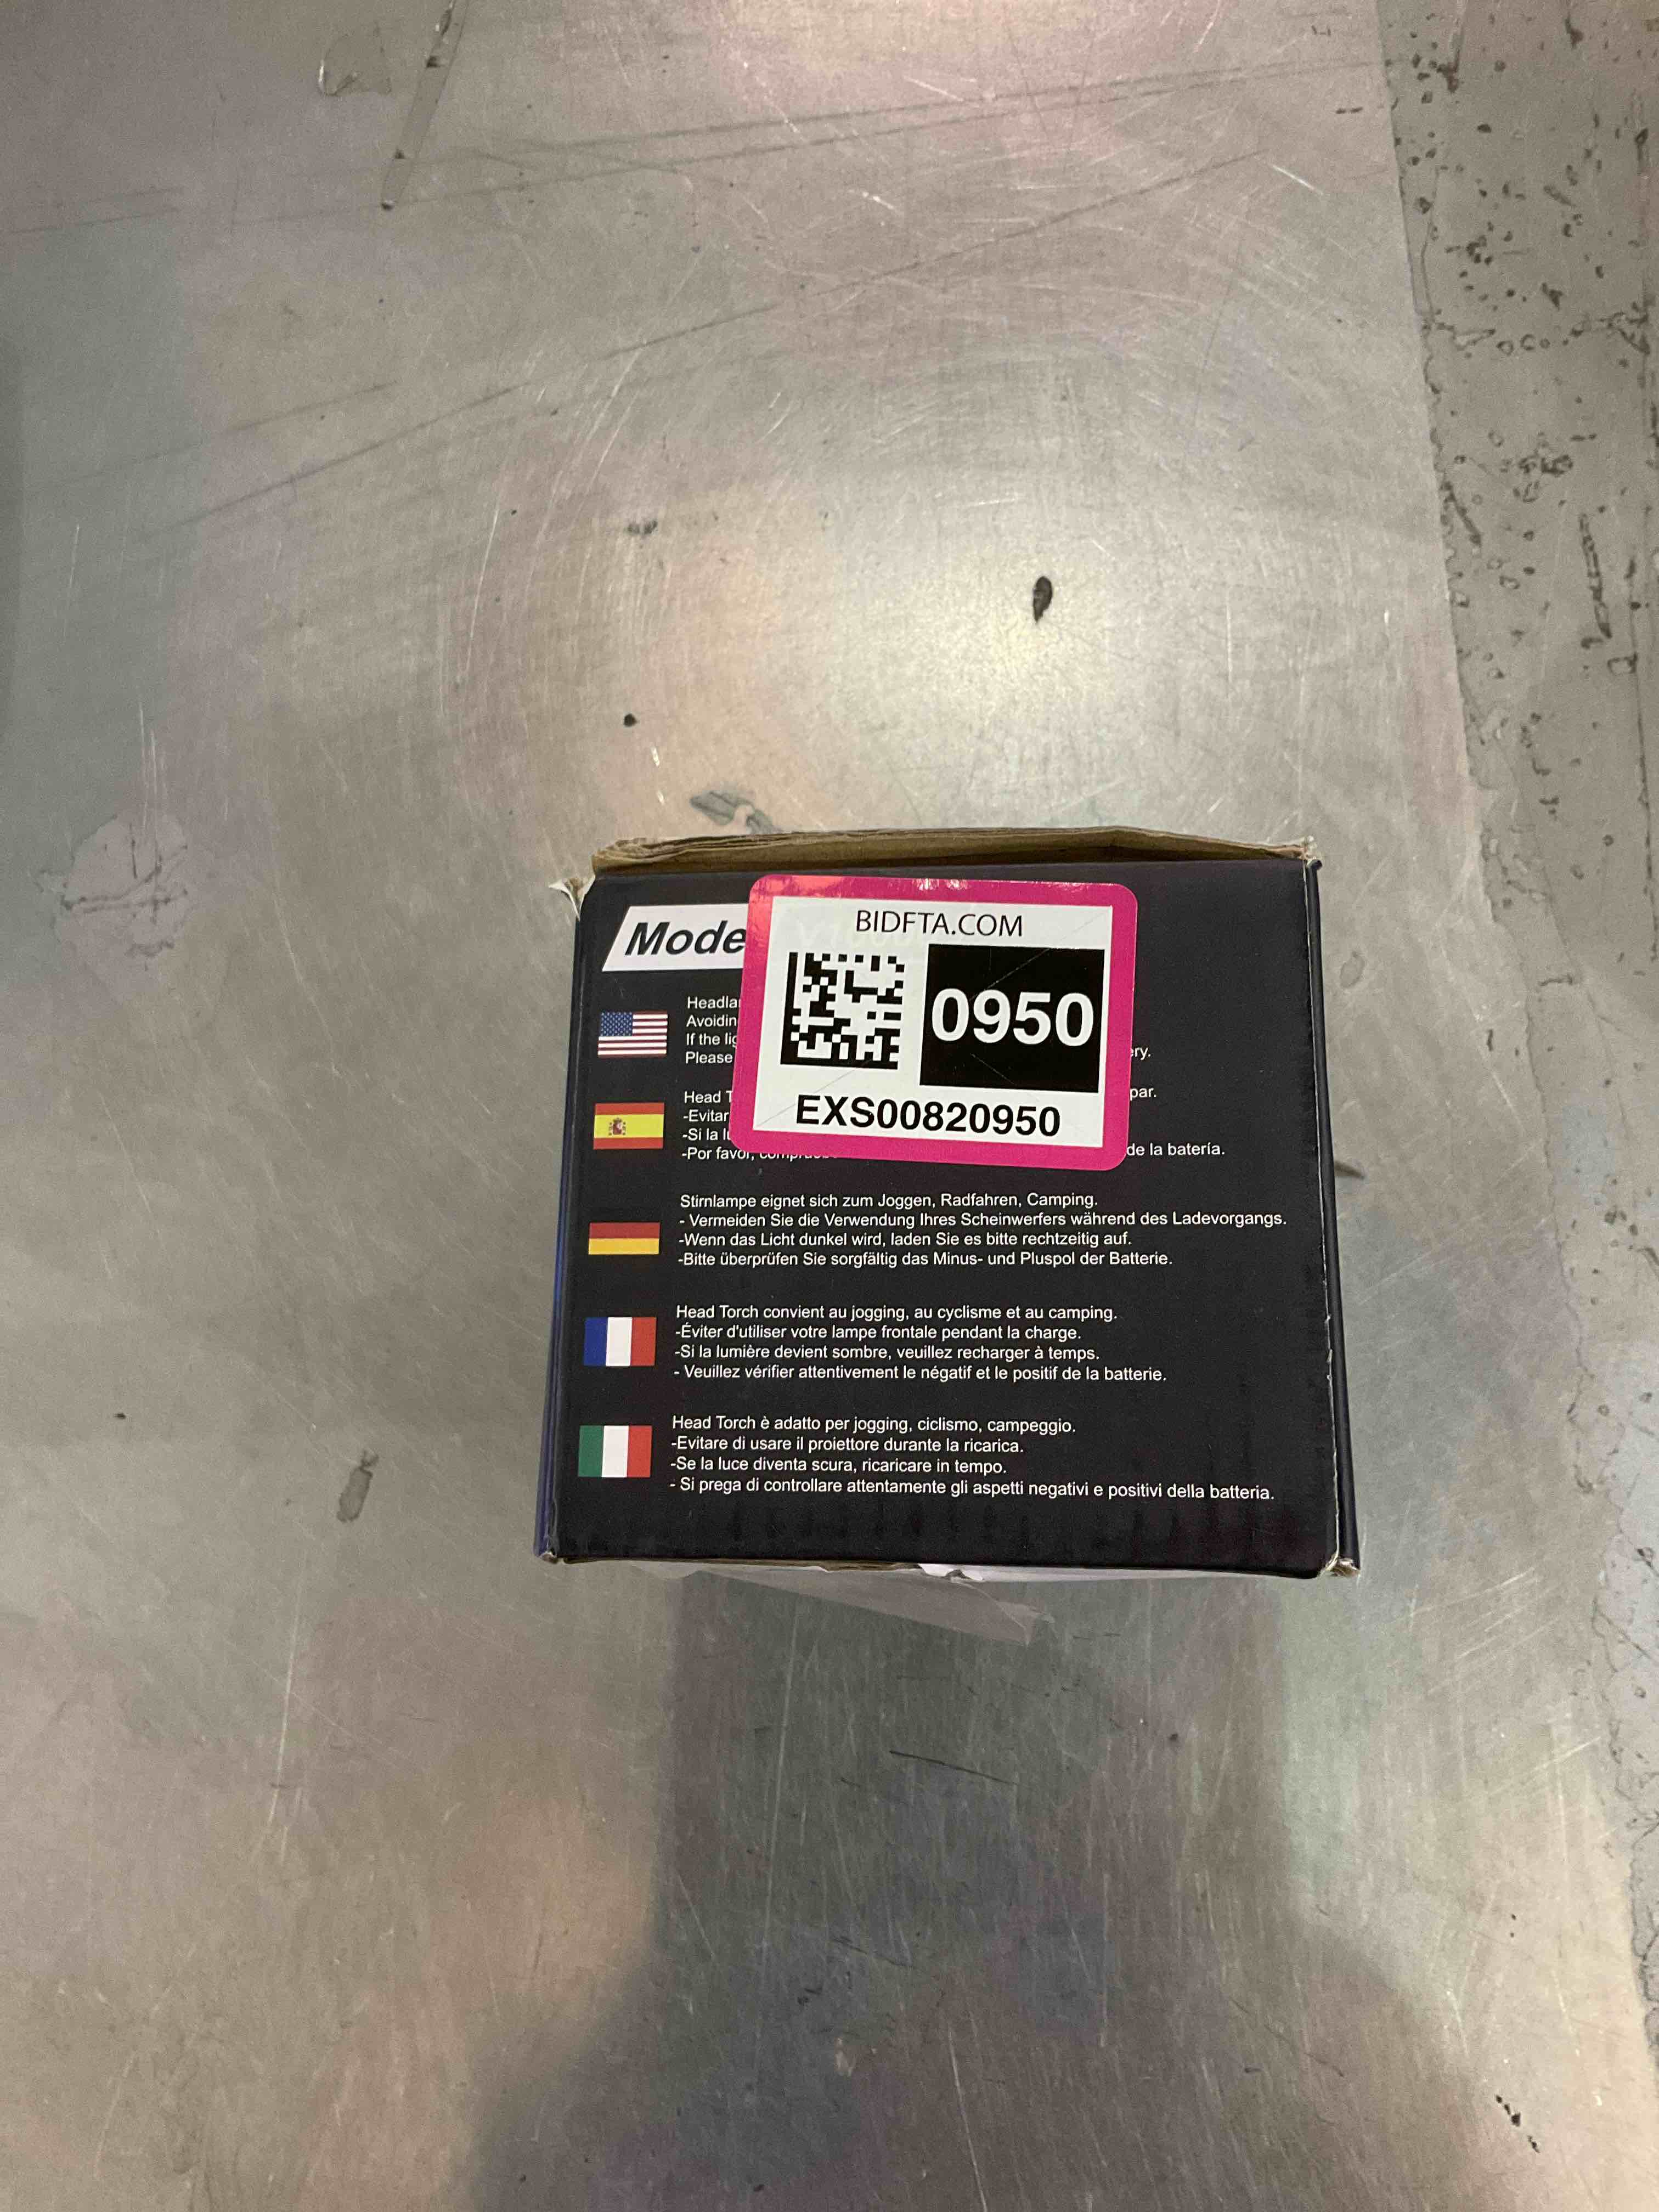 Mode
BIDFTA.COM
0950
EXS00820950
Headla
Avoidin
If the lig
Please ery.
Head T par.
-Evitar
-Si la lu
-Por favor, comprueb de la batería.
Stirnlampe eignet sich zum Joggen, Radfahren, Camping.
- Vermeiden Sie die Verwendung Ihres Scheinwerfers während des Ladevorgangs.
-Wenn das Licht dunkel wird, laden Sie es bitte rechtzeitig auf.
-Bitte überprüfen Sie sorgfältig das Minus- und Pluspol der Batterie.
Head Torch convient au jogging, au cyclisme et au camping.
-Éviter d'utiliser votre lampe frontale pendant la charge.
-Si la lumière devient sombre, veuillez recharger à temps.
- Veuillez vérifier attentivement le négatif et le positif de la batterie.
Head Torch è adatto per jogging, ciclismo, campeggio.
-Evitare di usare il proiettore durante la ricarica.
-Se la luce diventa scura, ricaricare in tempo.
- Si prega di controllare attentamente gli aspetti negativi e positivi della batteria.